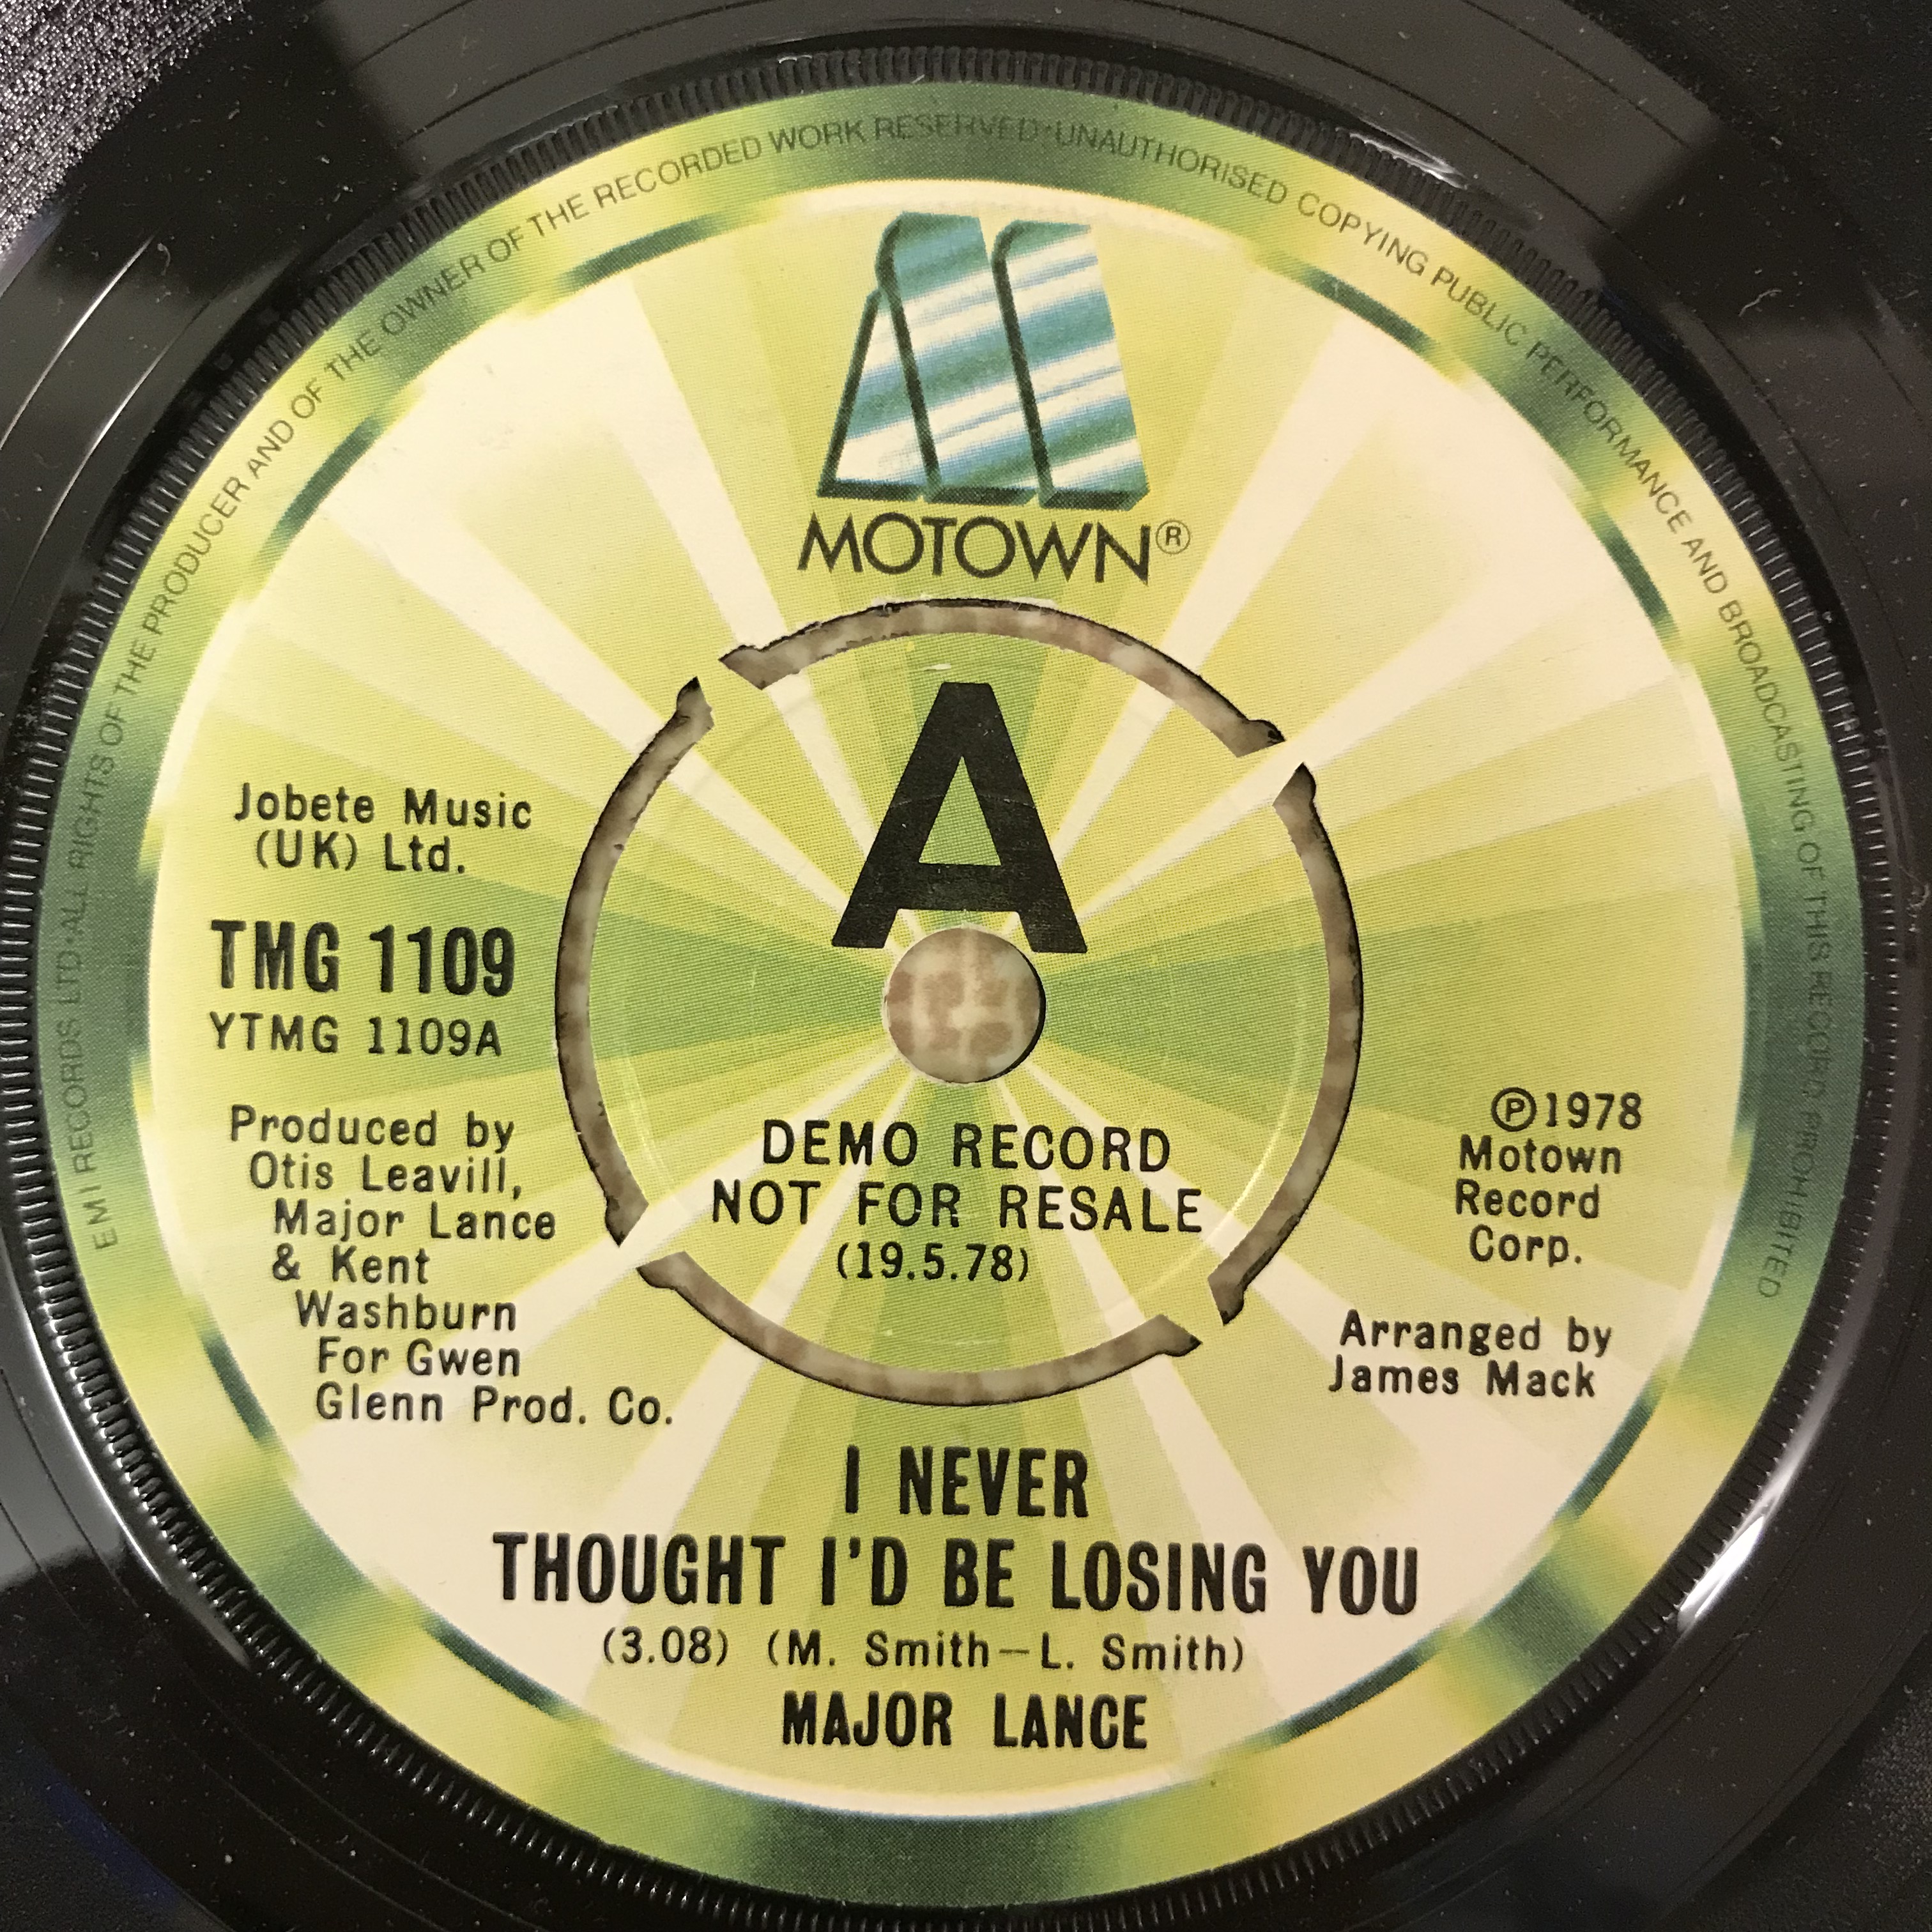 EMI RECORDS LTD·ALL RIGHTS OF THE PRODUCER AND OF THE OWNER OF THE RECORDED WORK RESERVED·UNAUTHORISED COPYING PUBLIC PERFORMANCE AND BROADCASTING OF THIS RECORD PROHIBITED
MOTOWN®
A
Jobete Music
(UK) Ltd.
TMG 1109
YTMG 1109A
Produced by
Otis Leavill,
Major Lance
& Kent
Washburn
For Gwen
Glenn Prod. Co.
DEMO RECORD
NOT FOR RESALE
(19.5.78)
℗1978
Motown
Record
Corp.
Arranged by
James Mack
I NEVER
THOUGHT I'D BE LOSING YOU
(3.08) (M. Smith—L. Smith)
MAJOR LANCE